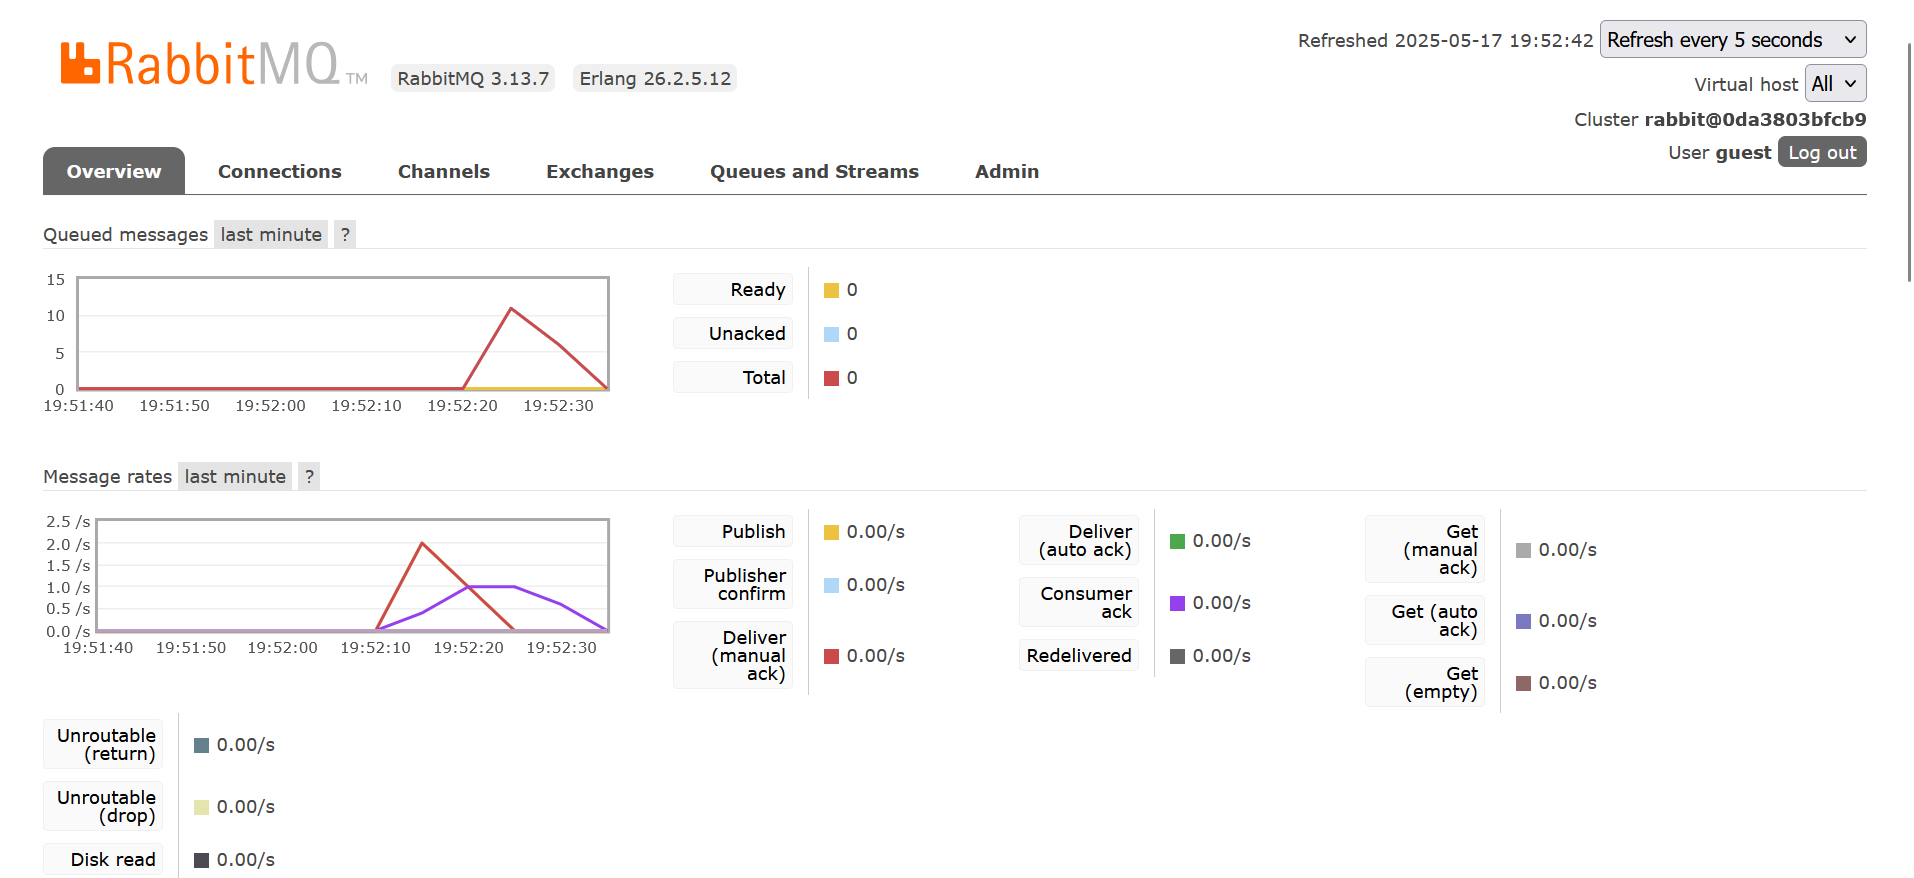 RabbitMQ TM
RabbitMQ 3.13.7
Erlang 26.2.5.12
Refreshed 2025-05-17 19:52:42
Refresh every 5 seconds
Virtual host All
Cluster rabbit@0da3803bfcb9
User guest Log out
Overview
Connections
Channels
Exchanges
Queues and Streams
Admin
Queued messages last minute ?
15
10
5
0
19:51:40 19:51:50 19:52:00 19:52:10 19:52:20 19:52:30
Ready 0
Unacked 0
Total 0
Message rates last minute ?
2.5 /s
2.0 /s
1.5 /s
1.0 /s
0.5 /s
0.0 /s
19:51:40 19:51:50 19:52:00 19:52:10 19:52:20 19:52:30
Publish 0.00/s
Publisher
confirm 0.00/s
Deliver
(manual
ack) 0.00/s
Deliver
(auto ack) 0.00/s
Consumer
ack 0.00/s
Redelivered 0.00/s
Get
(manual
ack) 0.00/s
Get (auto
ack) 0.00/s
Get
(empty) 0.00/s
Unroutable
(return) 0.00/s
Unroutable
(drop) 0.00/s
Disk read 0.00/s